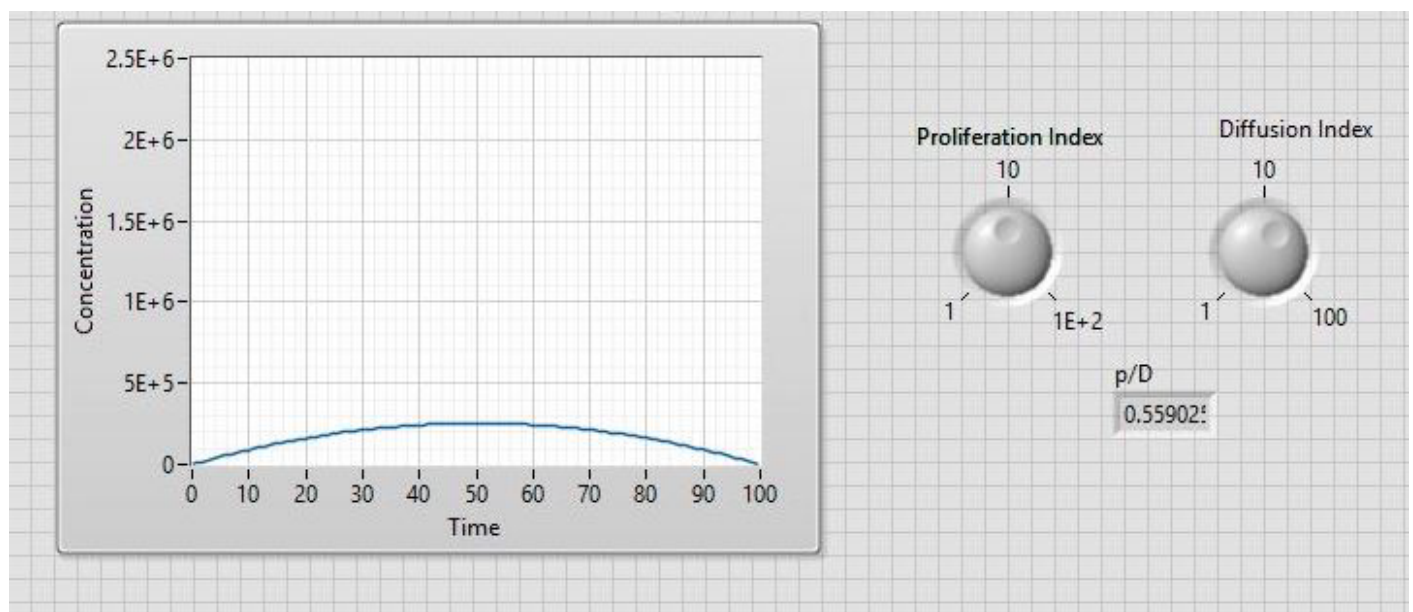 2.5E+6
2E+6
1.5E+6
1E+6
5E+5
0
Concentration
0 10 20 30 40 50 60 70 80 90 100
Time
Proliferation Index
10
1 1E+2
Diffusion Index
10
1 100
p/D
0.559025